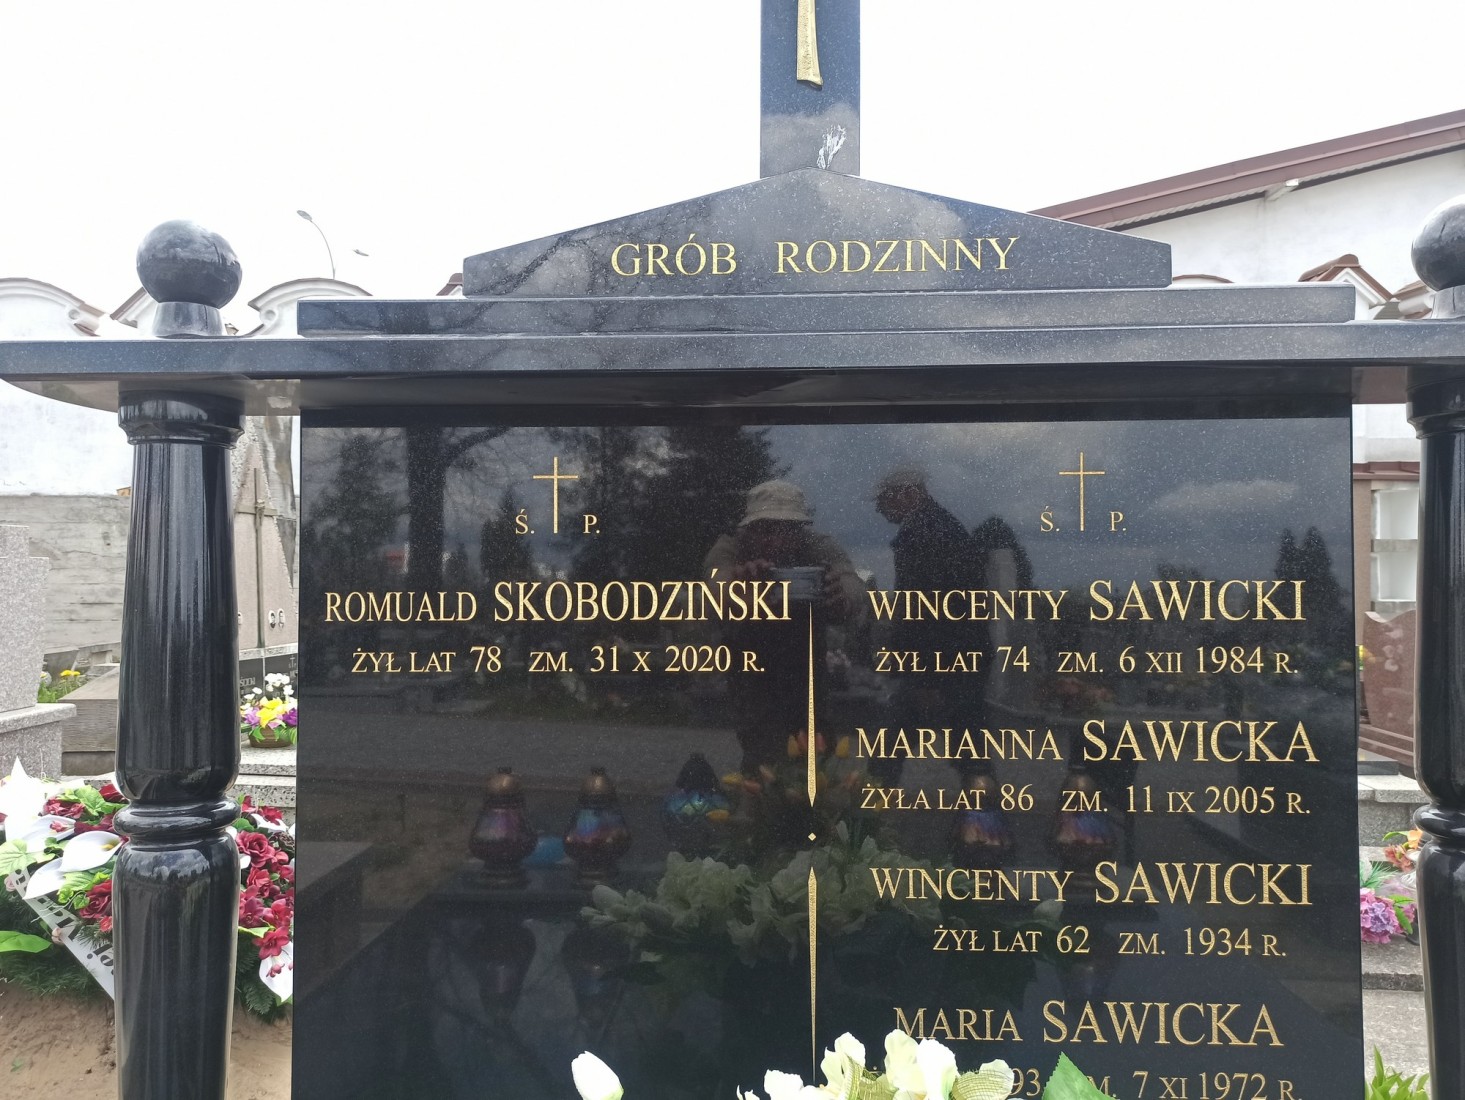 GRÓB RODZINNY
Ś. P.
ROMUALD SKOBODZIŃSKI
ŻYŁ LAT 78 ZM. 31 X 2020 R.
Ś. P.
WINCENTY SAWICKI
ŻYŁ LAT 74 ZM. 6 XII 1984 R.
MARIANNA SAWICKA
ŻYŁA LAT 86 ZM. 11 IX 2005 R.
WINCENTY SAWICKI
ŻYŁ LAT 62 ZM. 1934 R.
MARIA SAWICKA
93 7 XI 1972 R.